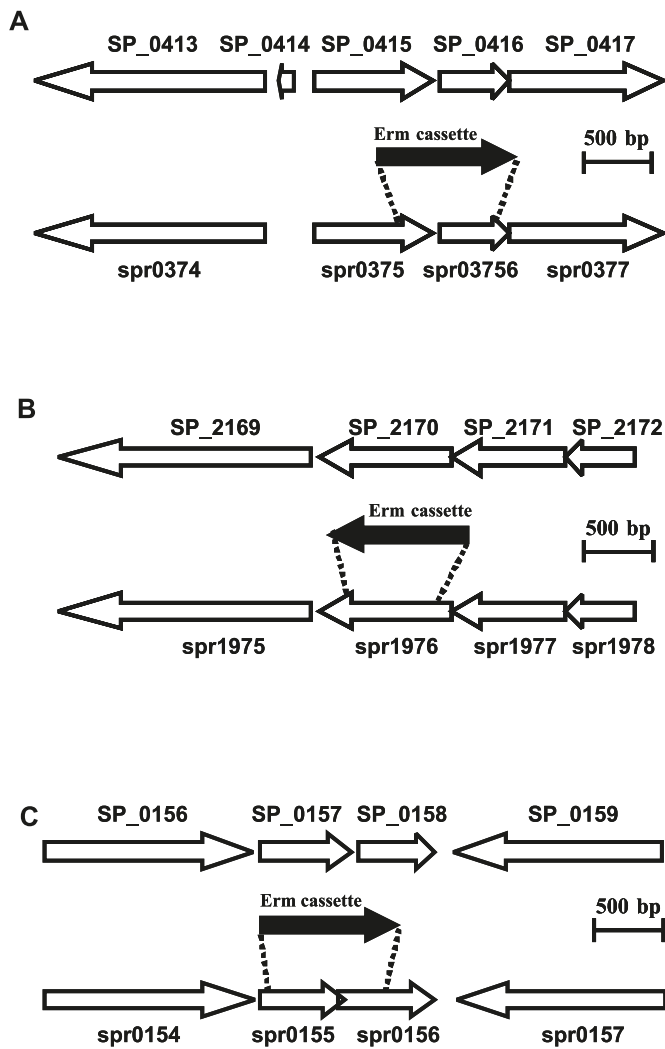 A
SP_0413 SP_0414 SP_0415 SP_0416 SP_0417
Erm cassette
500 bp
spr0374 spr0375 spr03756 spr0377
B
SP_2169 SP_2170 SP_2171 SP_2172
Erm cassette
500 bp
spr1975 spr1976 spr1977 spr1978
C
SP_0156 SP_0157 SP_0158 SP_0159
Erm cassette
500 bp
spr0154 spr0155 spr0156 spr0157